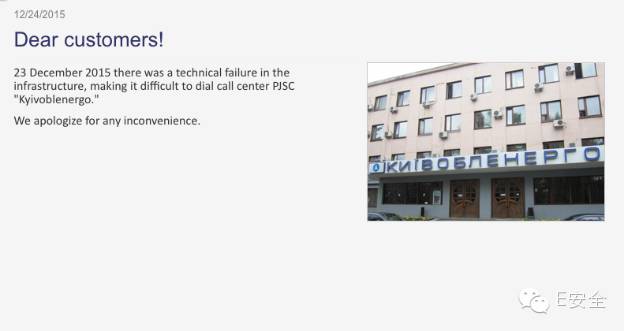 12/24/2015
Dear customers!
23 December 2015 there was a technical failure in the
infrastructure, making it difficult to dial call center PJSC
"Kyivoblenergo."
We apologize for any inconvenience.
КИЇВОБЛЕНЕРГО
E安全